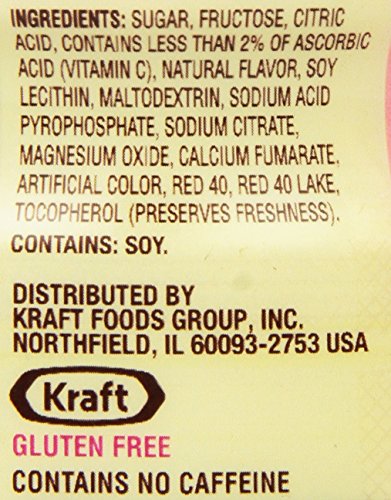 INGREDIENTS: SUGAR, FRUCTOSE, CITRIC
ACID, CONTAINS LESS THAN 2% OF ASCORBIC
ACID (VITAMIN C), NATURAL FLAVOR, SOY
LECITHIN, MALTODEXTRIN, SODIUM ACID
PYROPHOSPHATE, SODIUM CITRATE,
MAGNESIUM OXIDE, CALCIUM FUMARATE,
ARTIFICIAL COLOR, RED 40, RED 40 LAKE,
TOCOPHEROL (PRESERVES FRESHNESS).
CONTAINS: SOY.
DISTRIBUTED BY
KRAFT FOODS GROUP, INC.
NORTHFIELD, IL 60093-2753 USA
Kraft
GLUTEN FREE
CONTAINS NO CAFFEINE